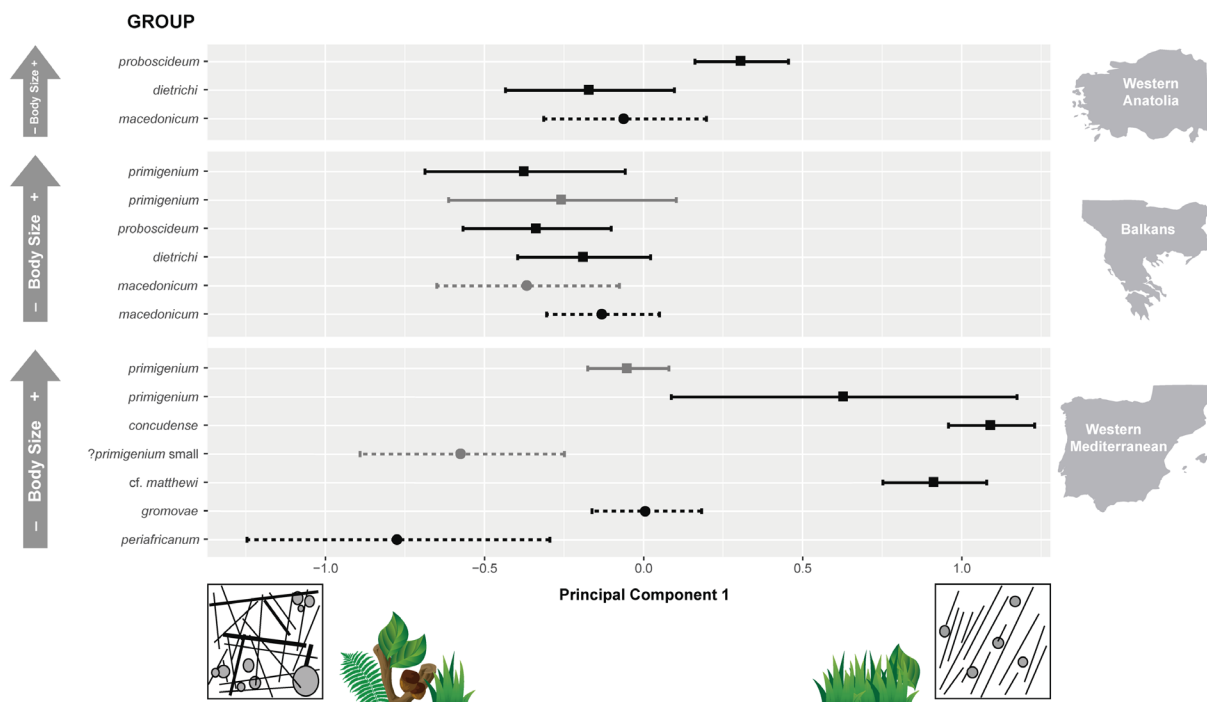 GROUP
– Body Size +
proboscideum
dietrichi
macedonicum
Western
Anatolia
– Body Size +
primigenium
primigenium
proboscideum
dietrichi
macedonicum
macedonicum
Balkans
– Body Size +
primigenium
primigenium
concudense
?primigenium small
cf. matthewi
gromovae
periafricanum
Western
Mediterranean
−1.0 −0.5 0.0 0.5 1.0
Principal Component 1